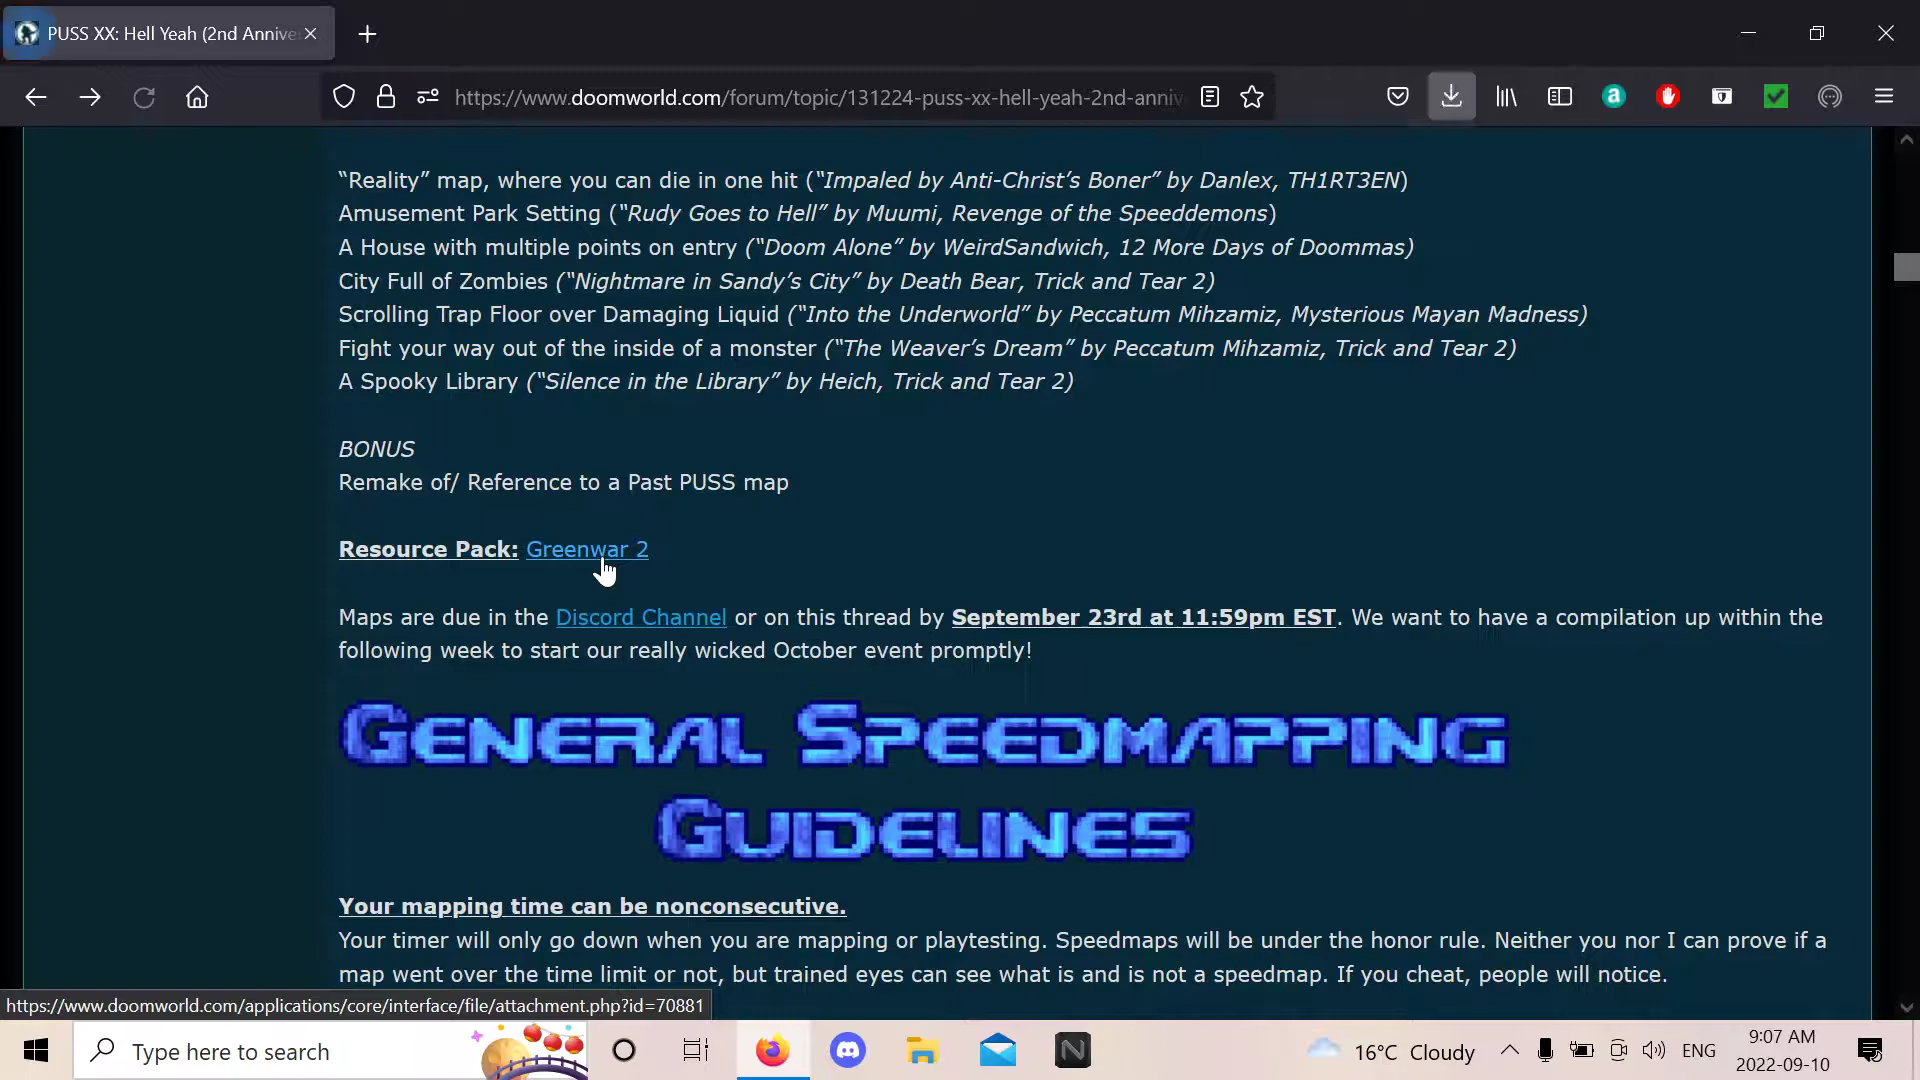 PUSS XX: Hell Yeah (2nd Annive
https://www.doomworld.com/forum/topic/131224-puss-xx-hell-yeah-2nd-anniv
“Reality” map, where you can die in one hit (“Impaled by Anti-Christ’s Boner” by Danlex, TH1RT3EN)
Amusement Park Setting (“Rudy Goes to Hell” by Muumi, Revenge of the Speeddemons)
A House with multiple points on entry (“Doom Alone” by WeirdSandwich, 12 More Days of Doommas)
City Full of Zombies (“Nightmare in Sandy’s City” by Death Bear, Trick and Tear 2)
Scrolling Trap Floor over Damaging Liquid (“Into the Underworld” by Peccatum Mihzamiz, Mysterious Mayan Madness)
Fight your way out of the inside of a monster (“The Weaver’s Dream” by Peccatum Mihzamiz, Trick and Tear 2)
A Spooky Library (“Silence in the Library” by Heich, Trick and Tear 2)
BONUS
Remake of/ Reference to a Past PUSS map
Resource Pack: Greenwar 2
Maps are due in the Discord Channel or on this thread by September 23rd at 11:59pm EST. We want to have a compilation up within the
following week to start our really wicked October event promptly!
General Speedmapping
Guidelines
Your mapping time can be nonconsecutive.
Your timer will only go down when you are mapping or playtesting. Speedmaps will be under the honor rule. Neither you nor I can prove if a
map went over the time limit or not, but trained eyes can see what is and is not a speedmap. If you cheat, people will notice.
https://www.doomworld.com/applications/core/interface/file/attachment.php?id=70881
Type here to search
16°C Cloudy
ENG
9:07 AM
2022-09-10